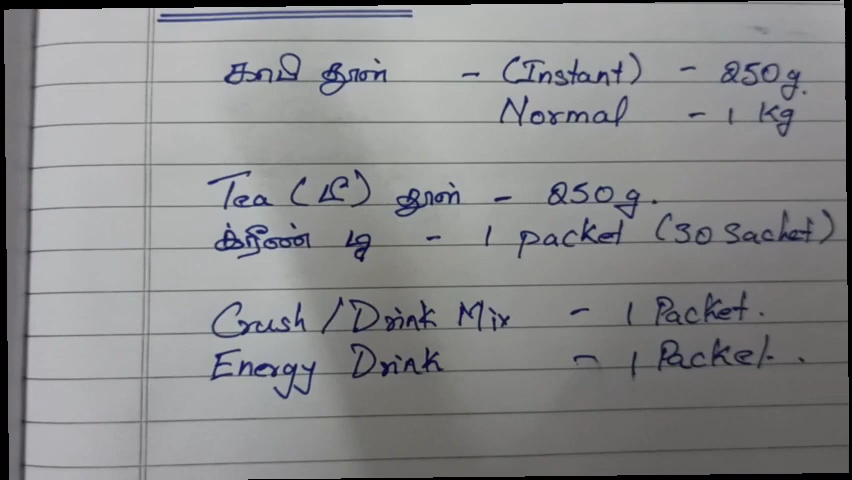 காபி தூள் - (Instant) - 250g.
Normal - 1 Kg
Tea (டீ) தூள் - 250g.
க்ரீண் டீ - 1 packet (30 Sachet)
Crush / Drink Mix - 1 Packet.
Energy Drink - 1 Packet.